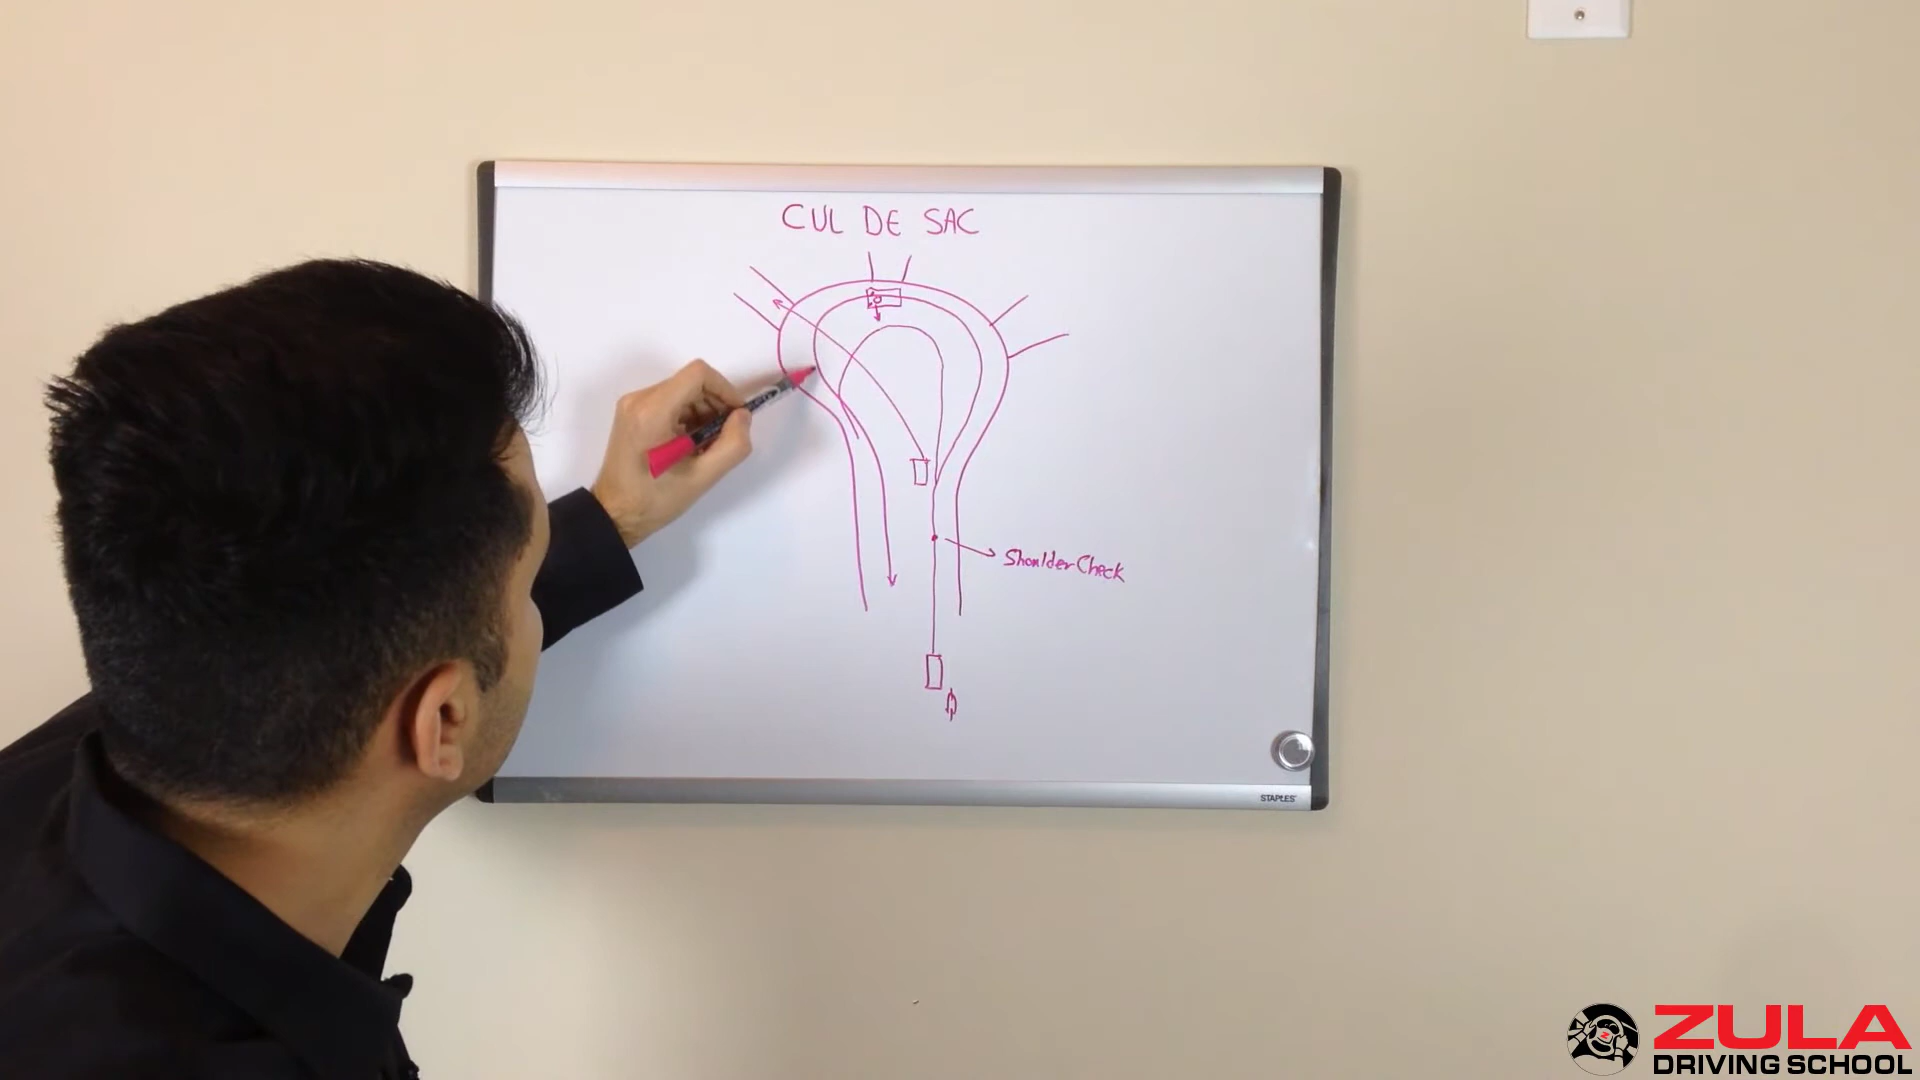 CUL DE SAC
Shoulder Check
STAPLES
ZULA
DRIVING SCHOOL